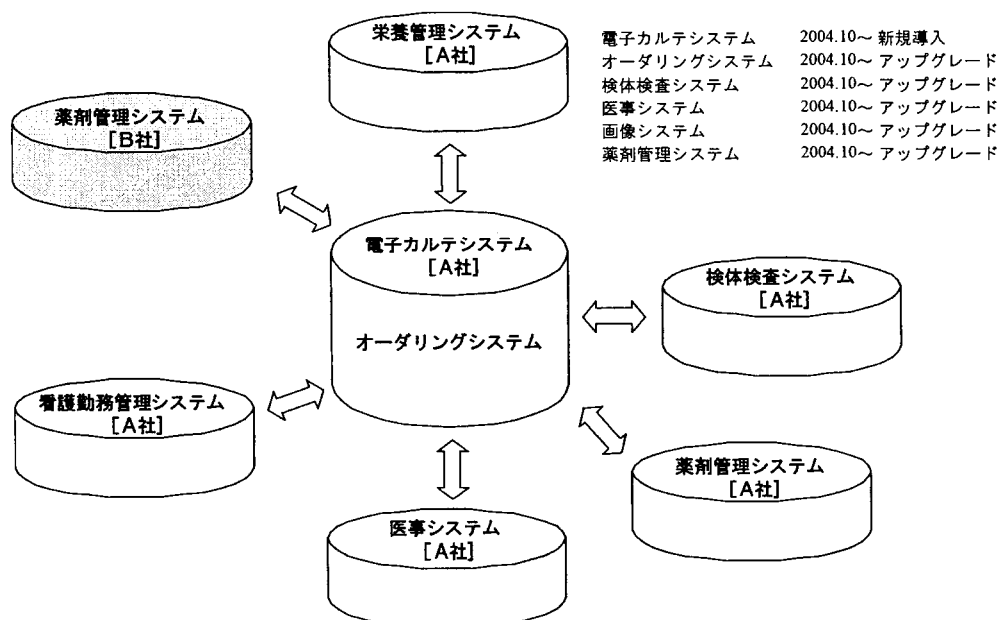 栄養管理システム
[A社]
電子カルテシステム 2004.10～ 新規導入
オーダリングシステム 2004.10～ アップグレード
検体検査システム 2004.10～ アップグレード
医事システム 2004.10～ アップグレード
画像システム 2004.10～ アップグレード
薬剤管理システム 2004.10～ アップグレード
薬剤管理システム
[B社]
電子カルテシステム
[A社]
オーダリングシステム
検体検査システム
[A社]
看護勤務管理システム
[A社]
薬剤管理システム
[A社]
医事システム
[A社]